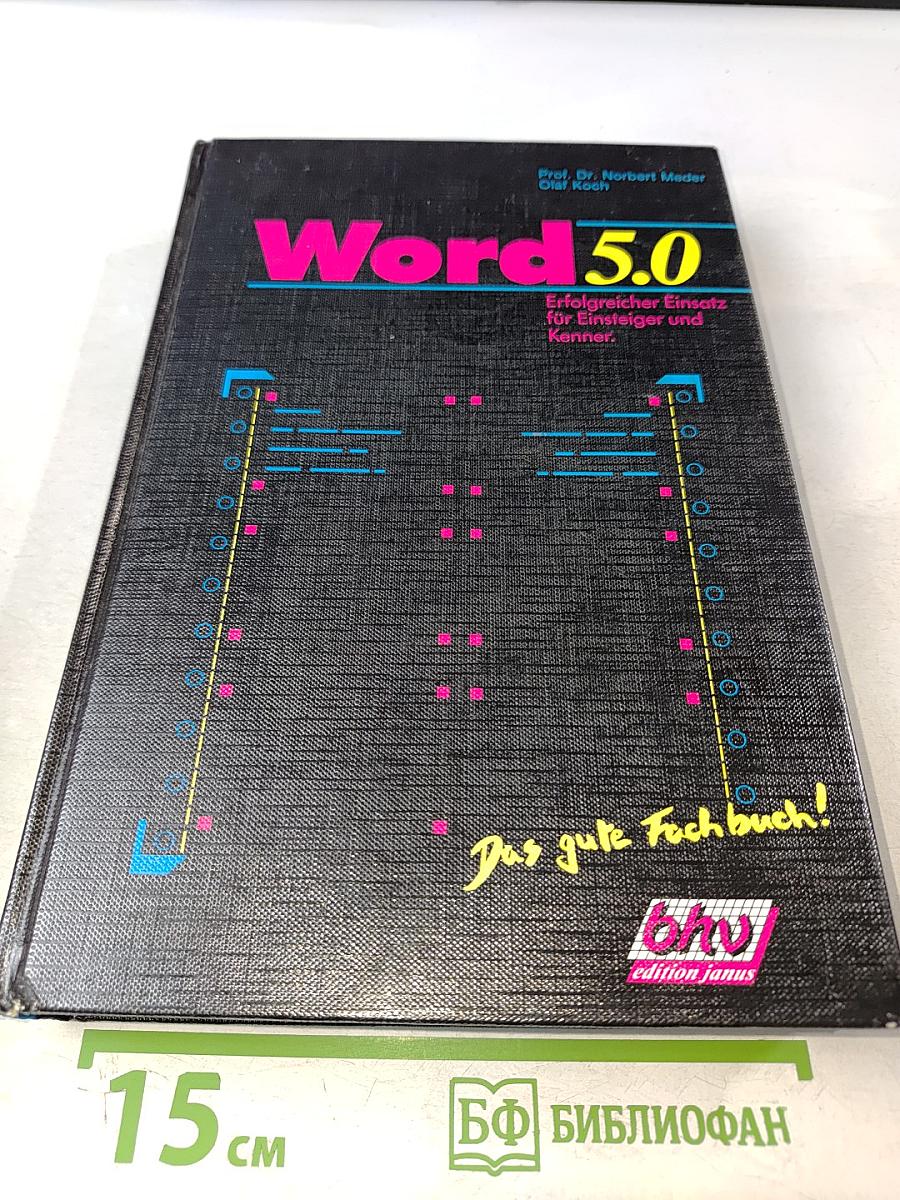 Prof. Dr. Norbert Meder
Olaf Koch
Word 5.0
Erfolgreicher Einsatz
für Einsteiger und
Kenner.
Das gute Fachbuch!
bhv
edition janus
15 см
БФ БИБЛИОФАН